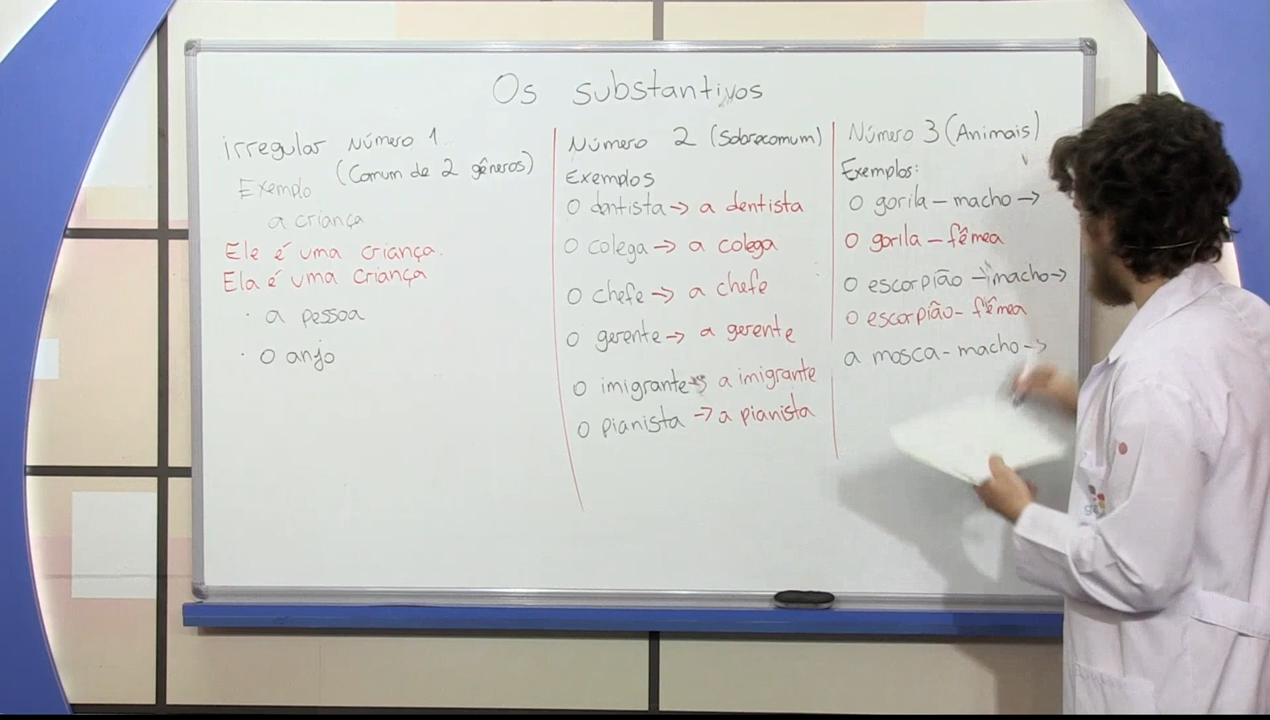 Os substantivos
irregular Número 1.
(Comum de 2 gêneros)
Exemplo
a criança
Ele é uma criança.
Ela é uma criança
· a pessoa
· o anjo
Número 2 (Sobrecomum)
Exemplos
o dentista → a dentista
o colega → a colega
o chefe → a chefe
o gerente → a gerente
o imigrante → a imigrante
o pianista → a pianista
Número 3 (Animais)
Exemplos:
o gorila - macho →
o gorila - fêmea
o escorpião - macho →
o escorpião - fêmea
a mosca - macho →